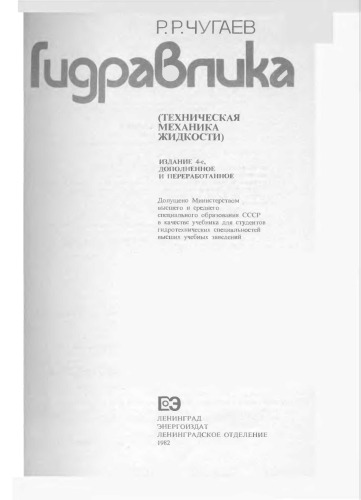 Р.Р.ЧУГАЕВ
Гидравлика
(ТЕХНИЧЕСКАЯ
МЕХАНИКА
ЖИДКОСТИ)
ИЗДАНИЕ 4-е,
ДОПОЛНЕННОЕ
И ПЕРЕРАБОТАННОЕ
Допущено Министерством
высшего и среднего
специального образования СССР
в качестве учебника для студентов
гидротехнических специальностей
высших учебных заведений
ЛЕНИНГРАД
ЭНЕРГОИЗДАТ
ЛЕНИНГРАДСКОЕ ОТДЕЛЕНИЕ
1982